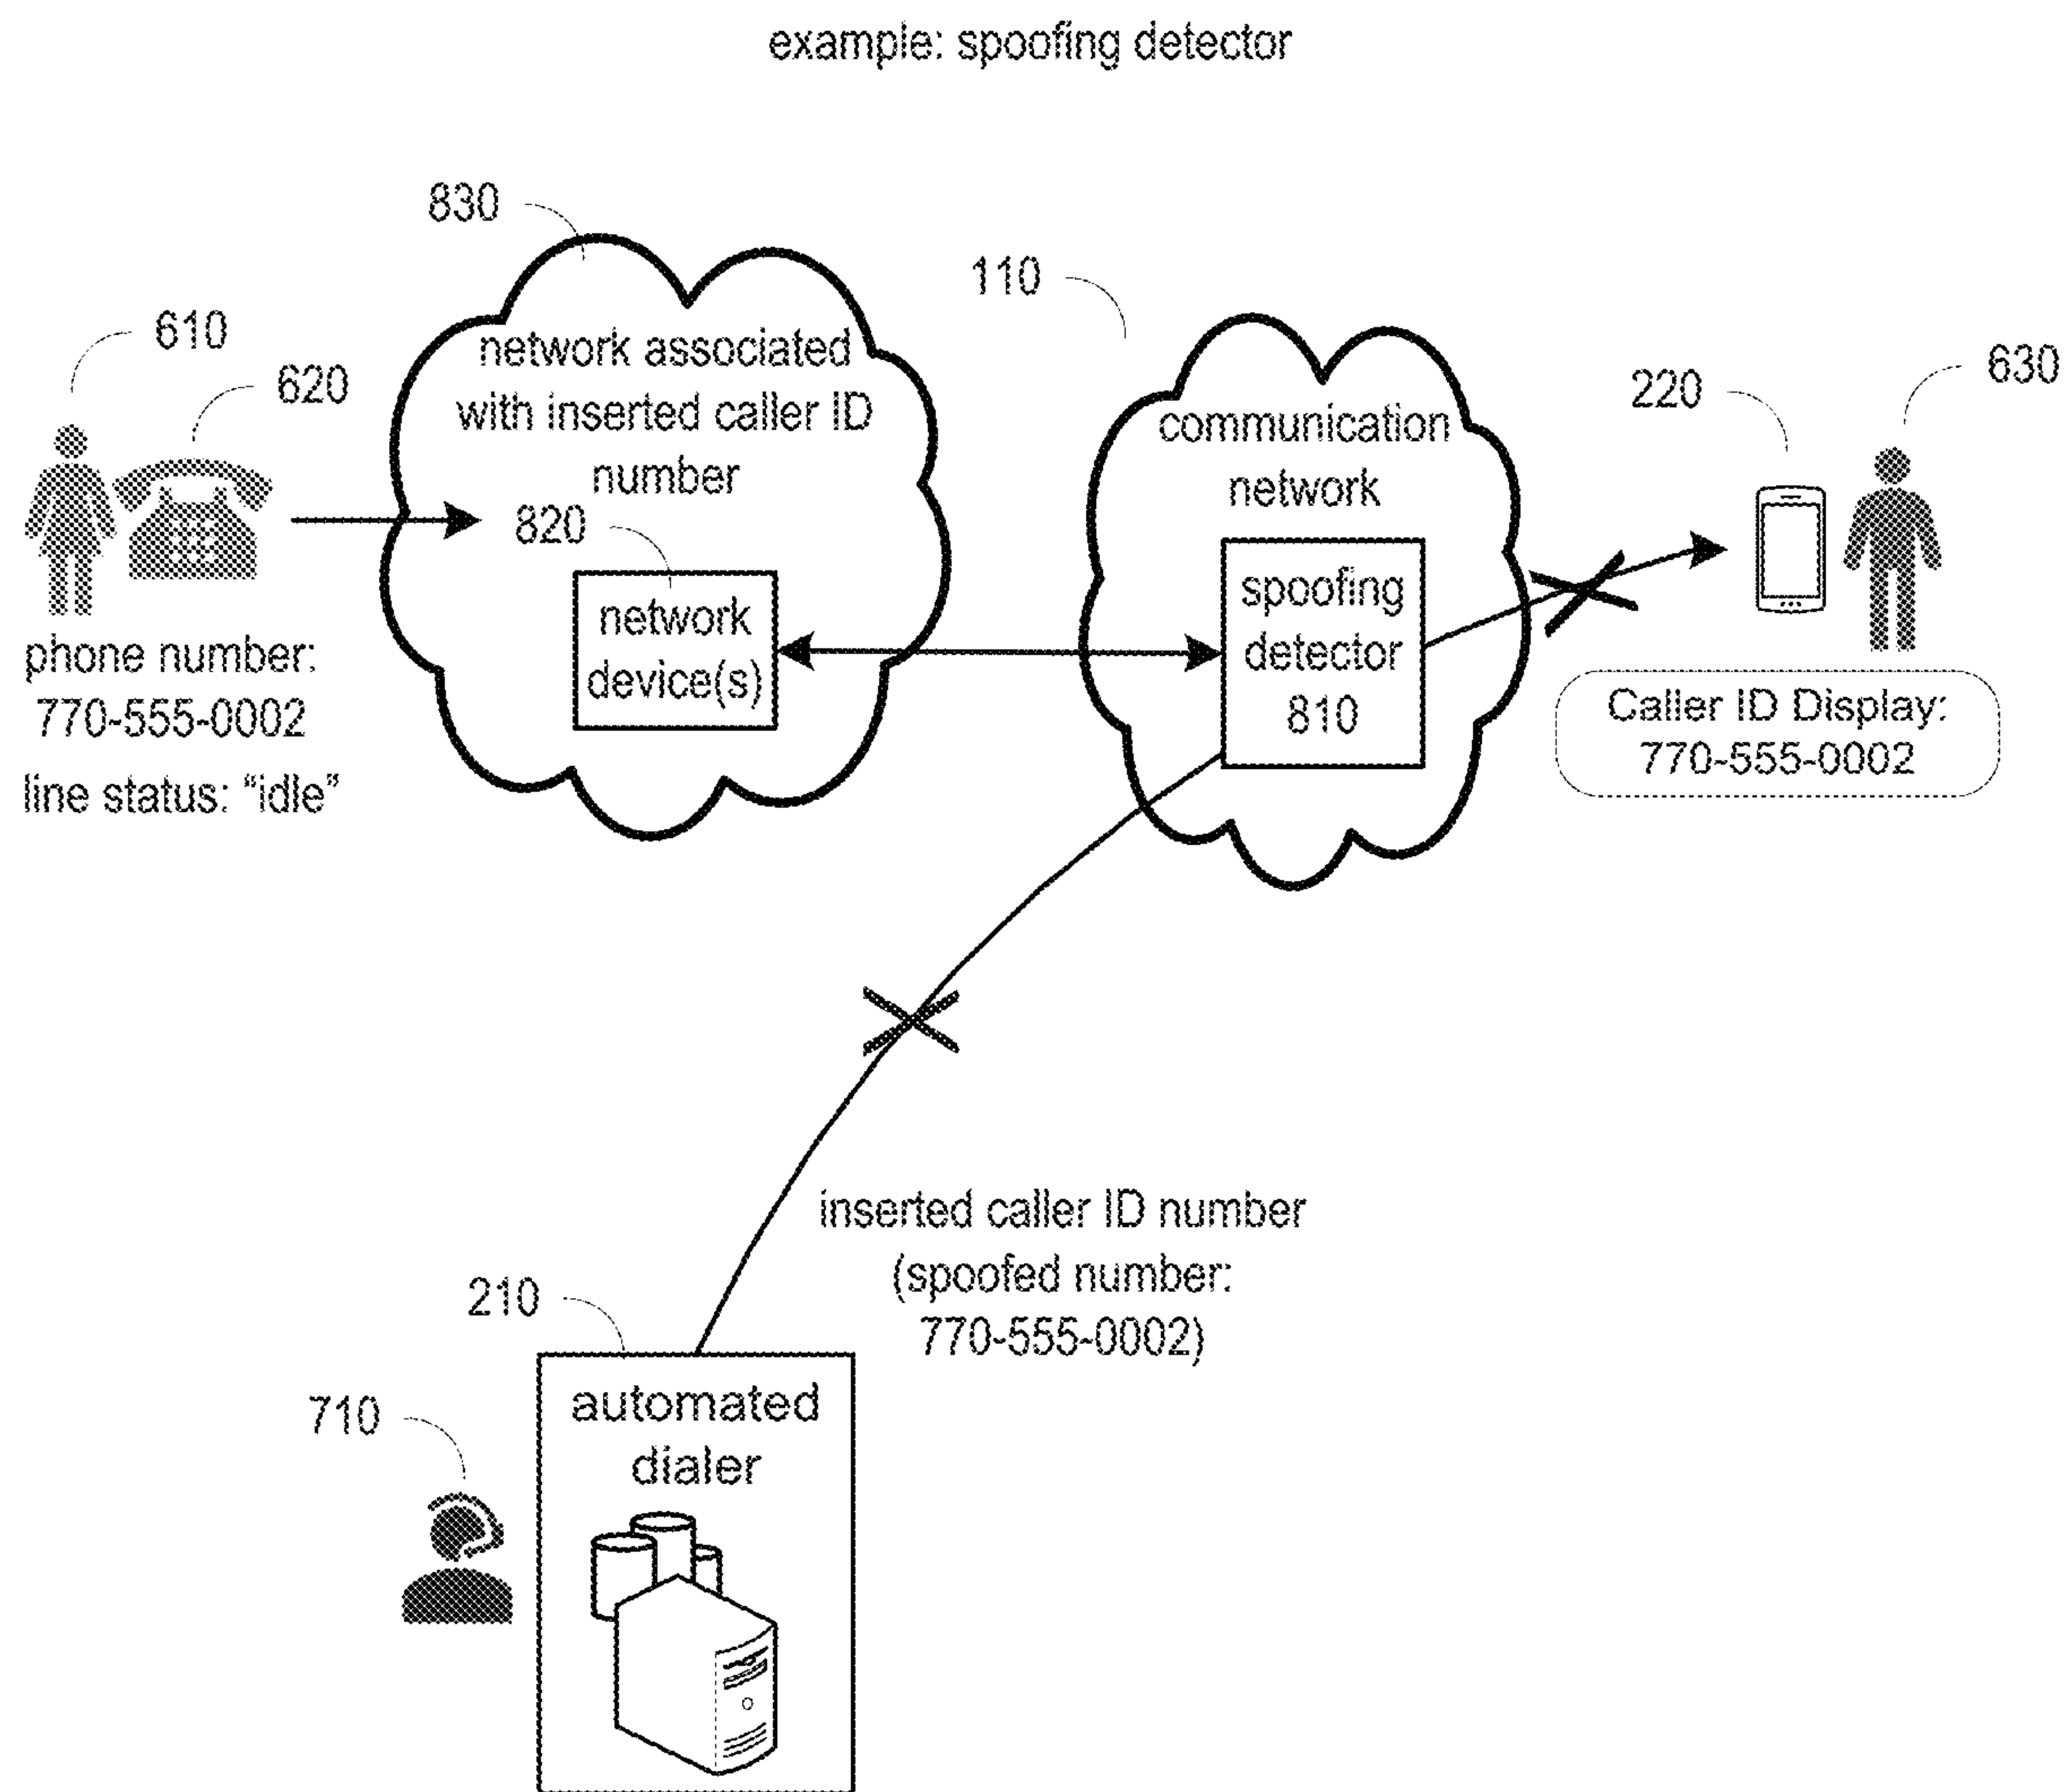 example: spoofing detector
830
110
610
620
220
630
network associated
with inserted caller ID
number
820
network
device(s)
communication
network
spoofing
detector
810
phone number:
770-555-0002
line status: “idle”
Caller ID Display:
770-555-0002
inserted caller ID number
(spoofed number:
770-555-0002)
210
710
automated
dialer